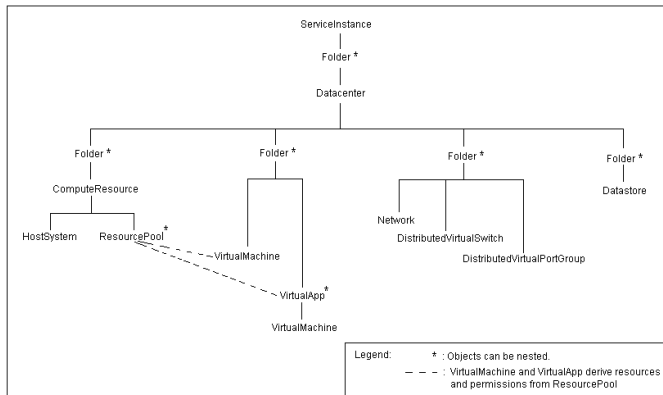 ServiceInstance
Folder *
Datacenter
Folder *
Folder *
Folder *
Folder *
ComputeResource
Datastore
HostSystem
ResourcePool *
VirtualMachine
Network
DistributedVirtualSwitch
DistributedVirtualPortGroup
VirtualApp *
VirtualMachine
Legend: * : Objects can be nested.
: VirtualMachine and VirtualApp derive resources
and permissions from ResourcePool